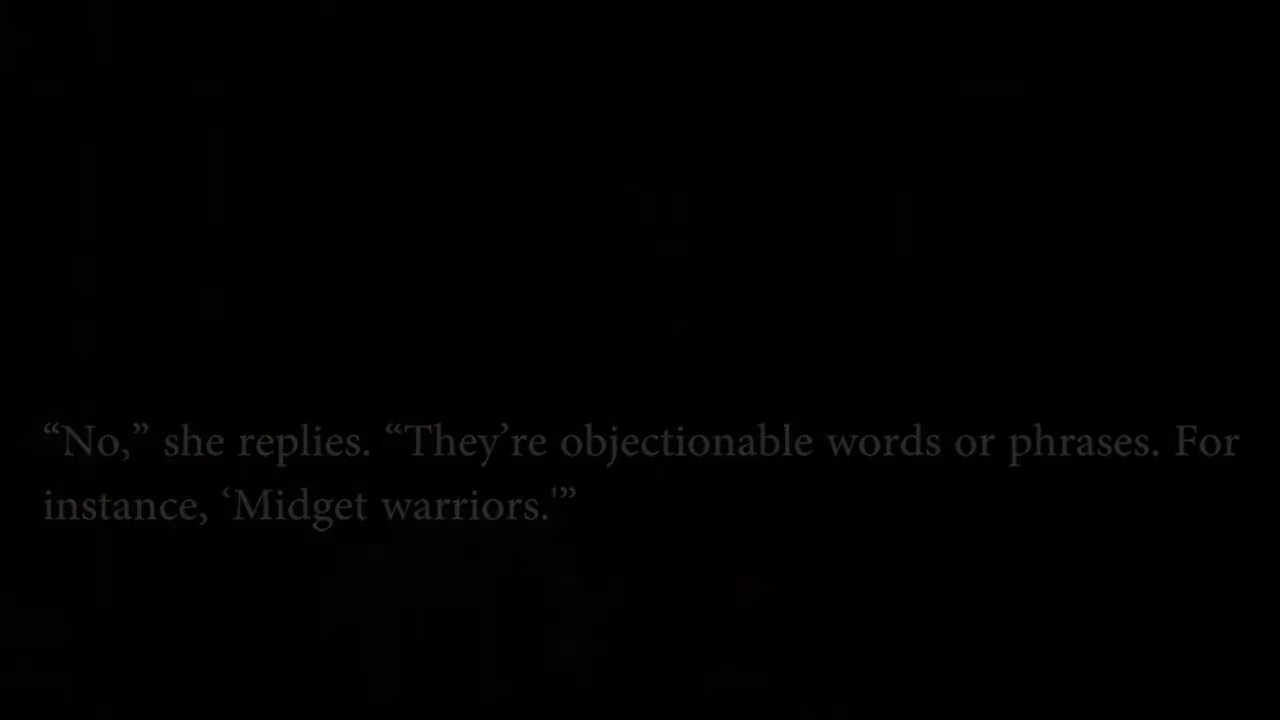 “No,” she replies. “They’re objectionable words or phrases. For
instance, ‘Midget warriors.'”